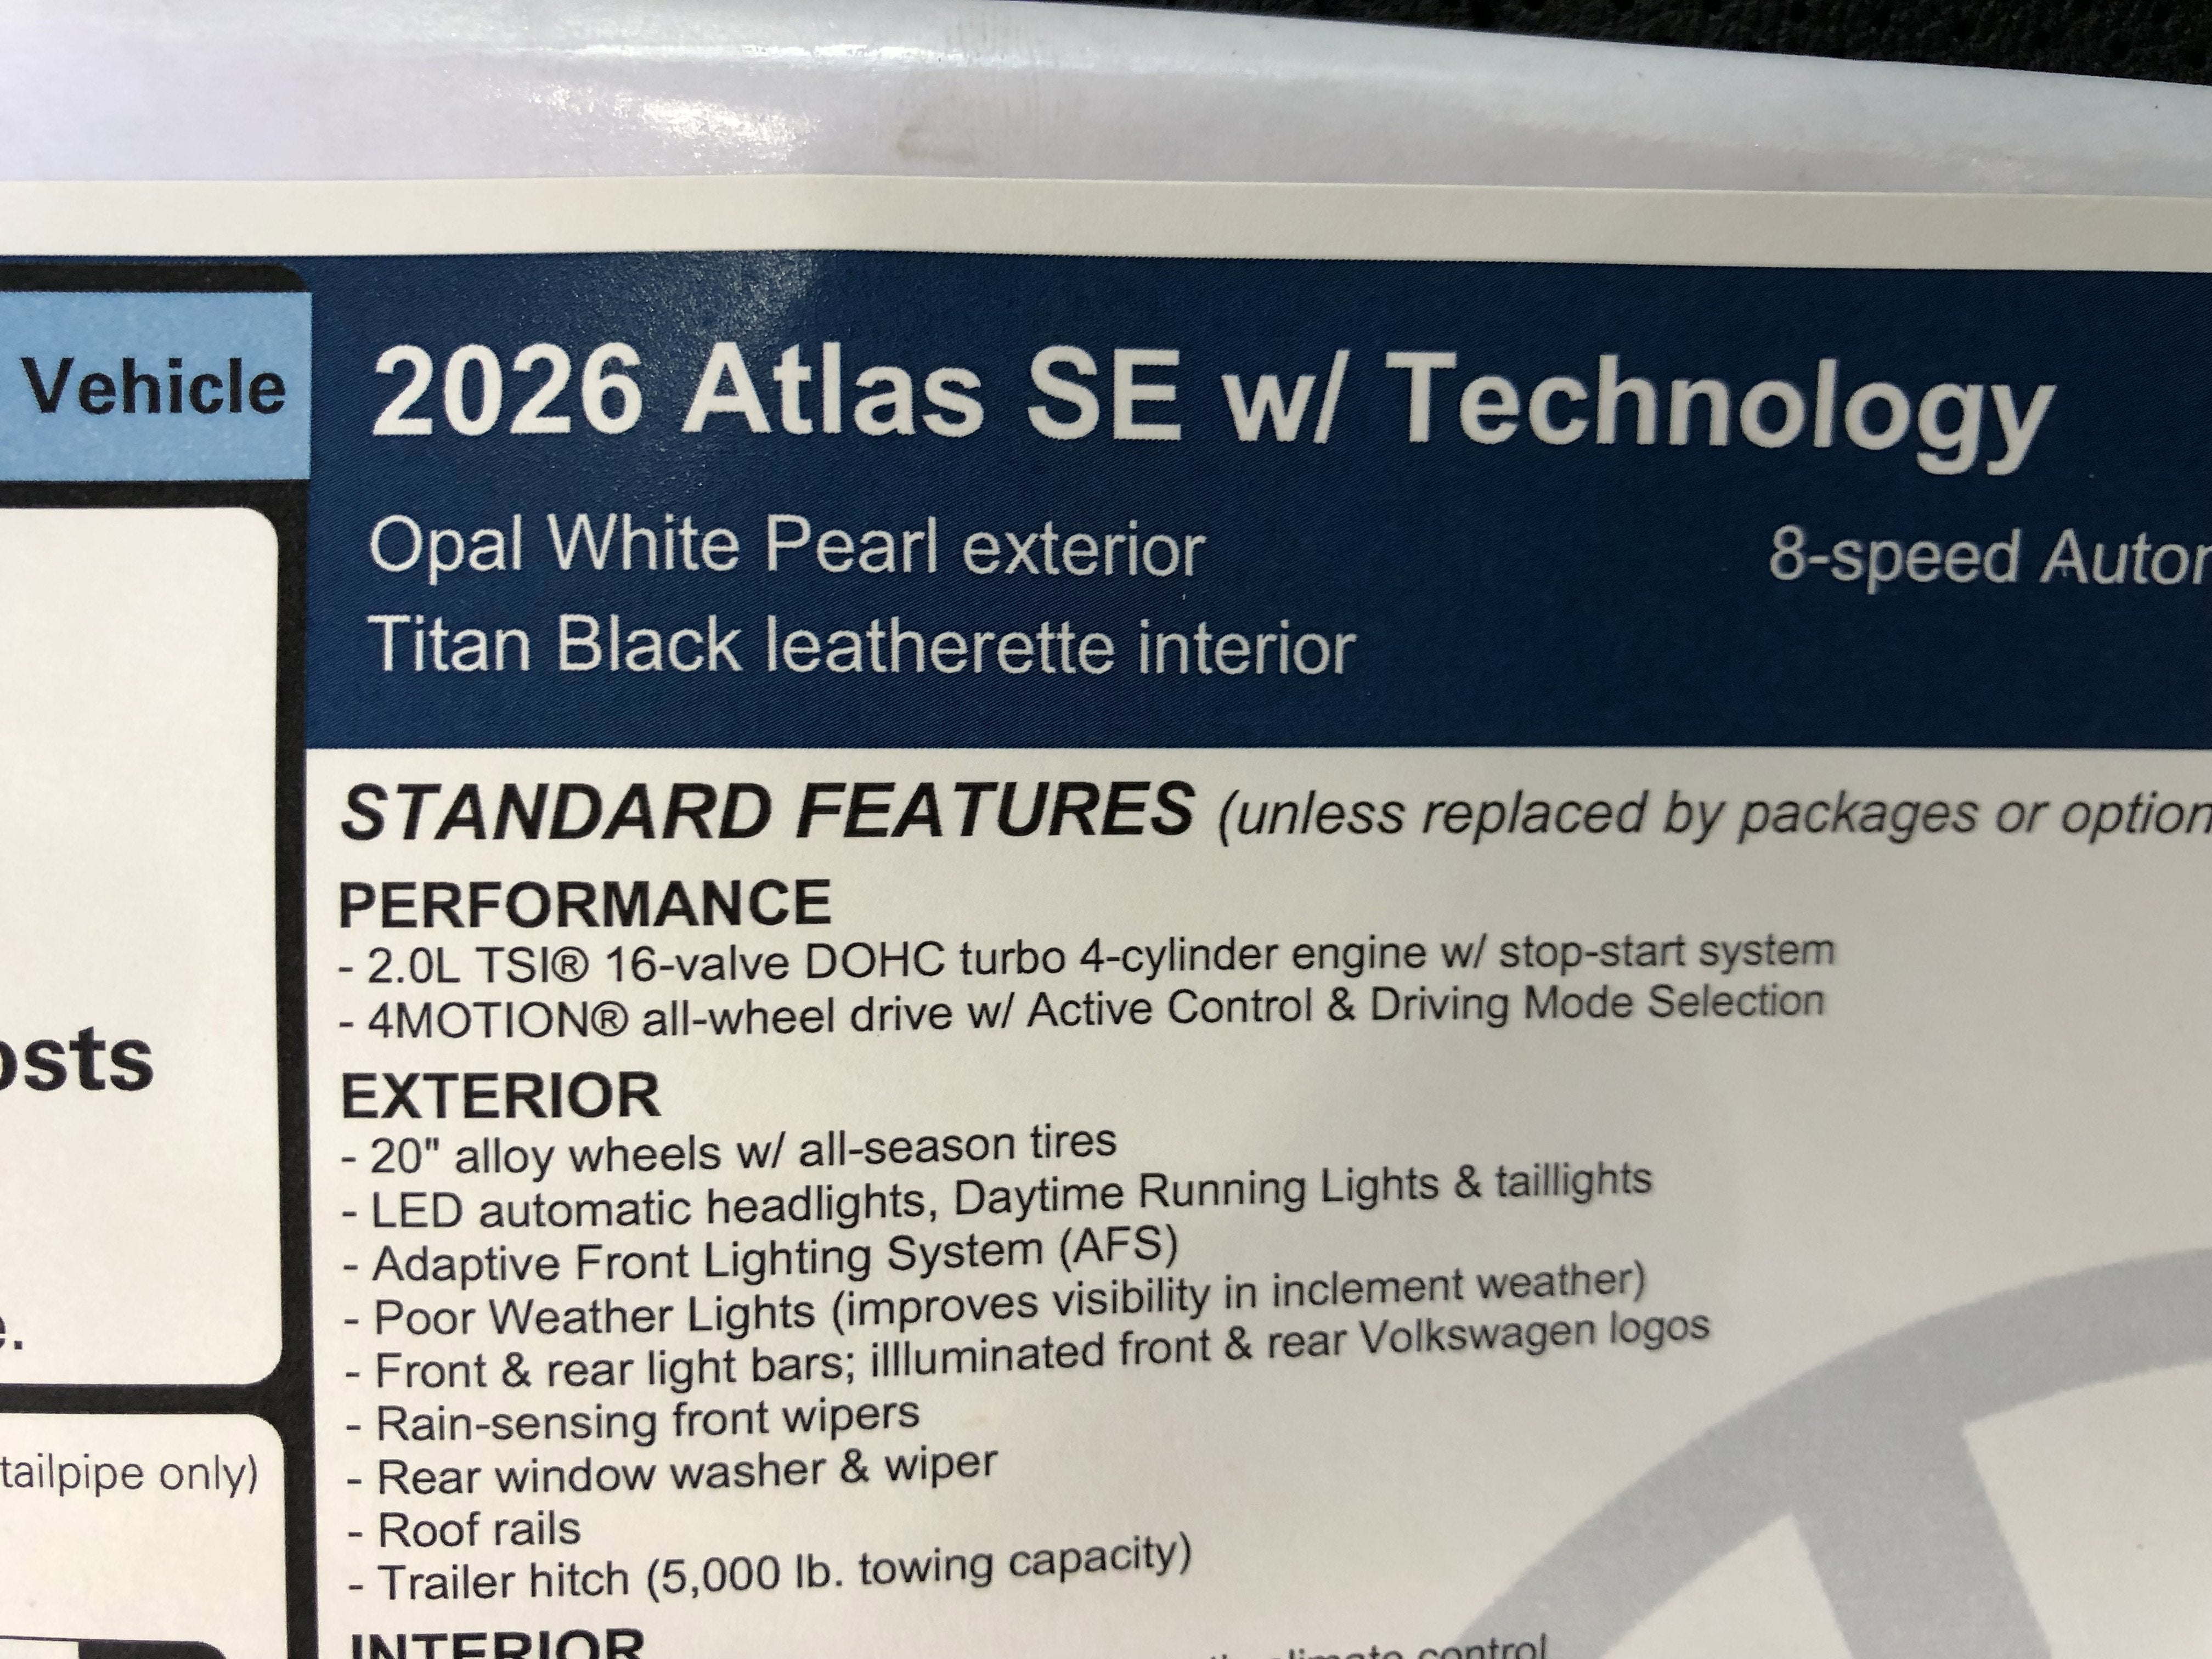 Vehicle
2026 Atlas SE w/ Technology
Opal White Pearl exterior
8-speed
Titan Black leatherette interior
STANDARD FEATURES (unless replaced by packages or option
PERFORMANCE
- 2.0L TSI® 16-valve DOHC turbo 4-cylinder engine w/ stop-start system
- 4MOTION® all-wheel drive w/ Active Control & Driving Mode Selection
EXTERIOR
- 20" alloy wheels w/ all-season tires
- LED automatic headlights, Daytime Running Lights & taillights
- Adaptive Front Lighting System (AFS)
- Poor Weather Lights (improves visibility in inclement weather)
- Front & rear light bars; illluminated front & rear Volkswagen logos
- Rain-sensing front wipers
- Rear window washer & wiper
- Roof rails
- Trailer hitch (5,000 lb. towing capacity)
INTERIOR
climate control
osts
e.
tailpipe only)